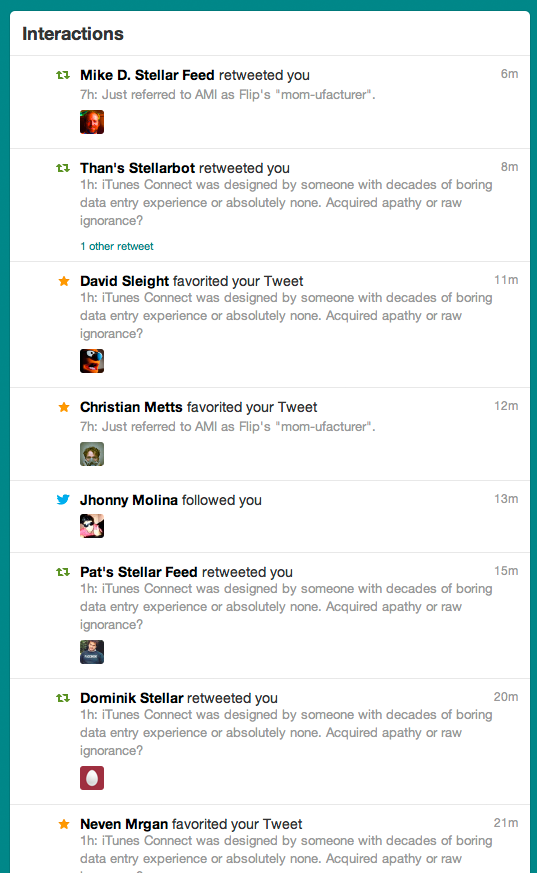 Interactions
Mike D. Stellar Feed retweeted you 6m
7h: Just referred to AMI as Flip's "mom-ufacturer".
Than's Stellarbot retweeted you 8m
1h: iTunes Connect was designed by someone with decades of boring
data entry experience or absolutely none. Acquired apathy or raw
ignorance?
1 other retweet
David Sleight favorited your Tweet 11m
1h: iTunes Connect was designed by someone with decades of boring
data entry experience or absolutely none. Acquired apathy or raw
ignorance?
Christian Metts favorited your Tweet 12m
7h: Just referred to AMI as Flip's "mom-ufacturer".
Jhonny Molina followed you 13m
Pat's Stellar Feed retweeted you 15m
1h: iTunes Connect was designed by someone with decades of boring
data entry experience or absolutely none. Acquired apathy or raw
ignorance?
Dominik Stellar retweeted you 20m
1h: iTunes Connect was designed by someone with decades of boring
data entry experience or absolutely none. Acquired apathy or raw
ignorance?
Neven Mrgan favorited your Tweet 21m
1h: iTunes Connect was designed by someone with decades of boring
data entry experience or absolutely none. Acquired apathy or raw